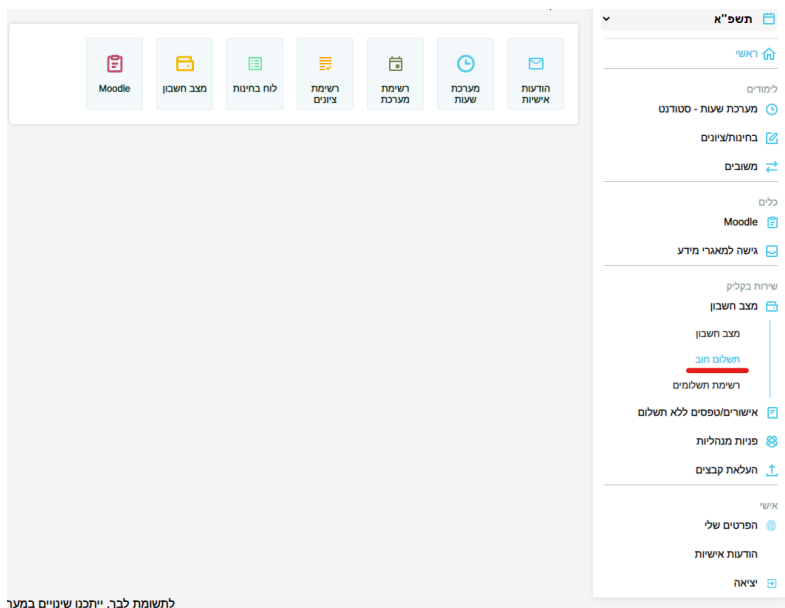 תשפ"א
ראשי
לימודים
מערכת שעות - סטודנט
בחינות/ציונים
משובים
כלים
Moodle
גישה למאגרי מידע
שירות בקליק
מצב חשבון
מצב חשבון
תשלום חוב
רשימת תשלומים
אישורים/טפסים ללא תשלום
פניות מנהליות
העלאת קבצים
אישי
הפרטים שלי
הודעות אישיות
יציאה
הודעות
אישיות
מערכת
שעות
רשימת
מערכת
רשימת
ציונים
לוח בחינות
מצב חשבון
Moodle
לתשומת לבך, ייתכנו שינויים במער